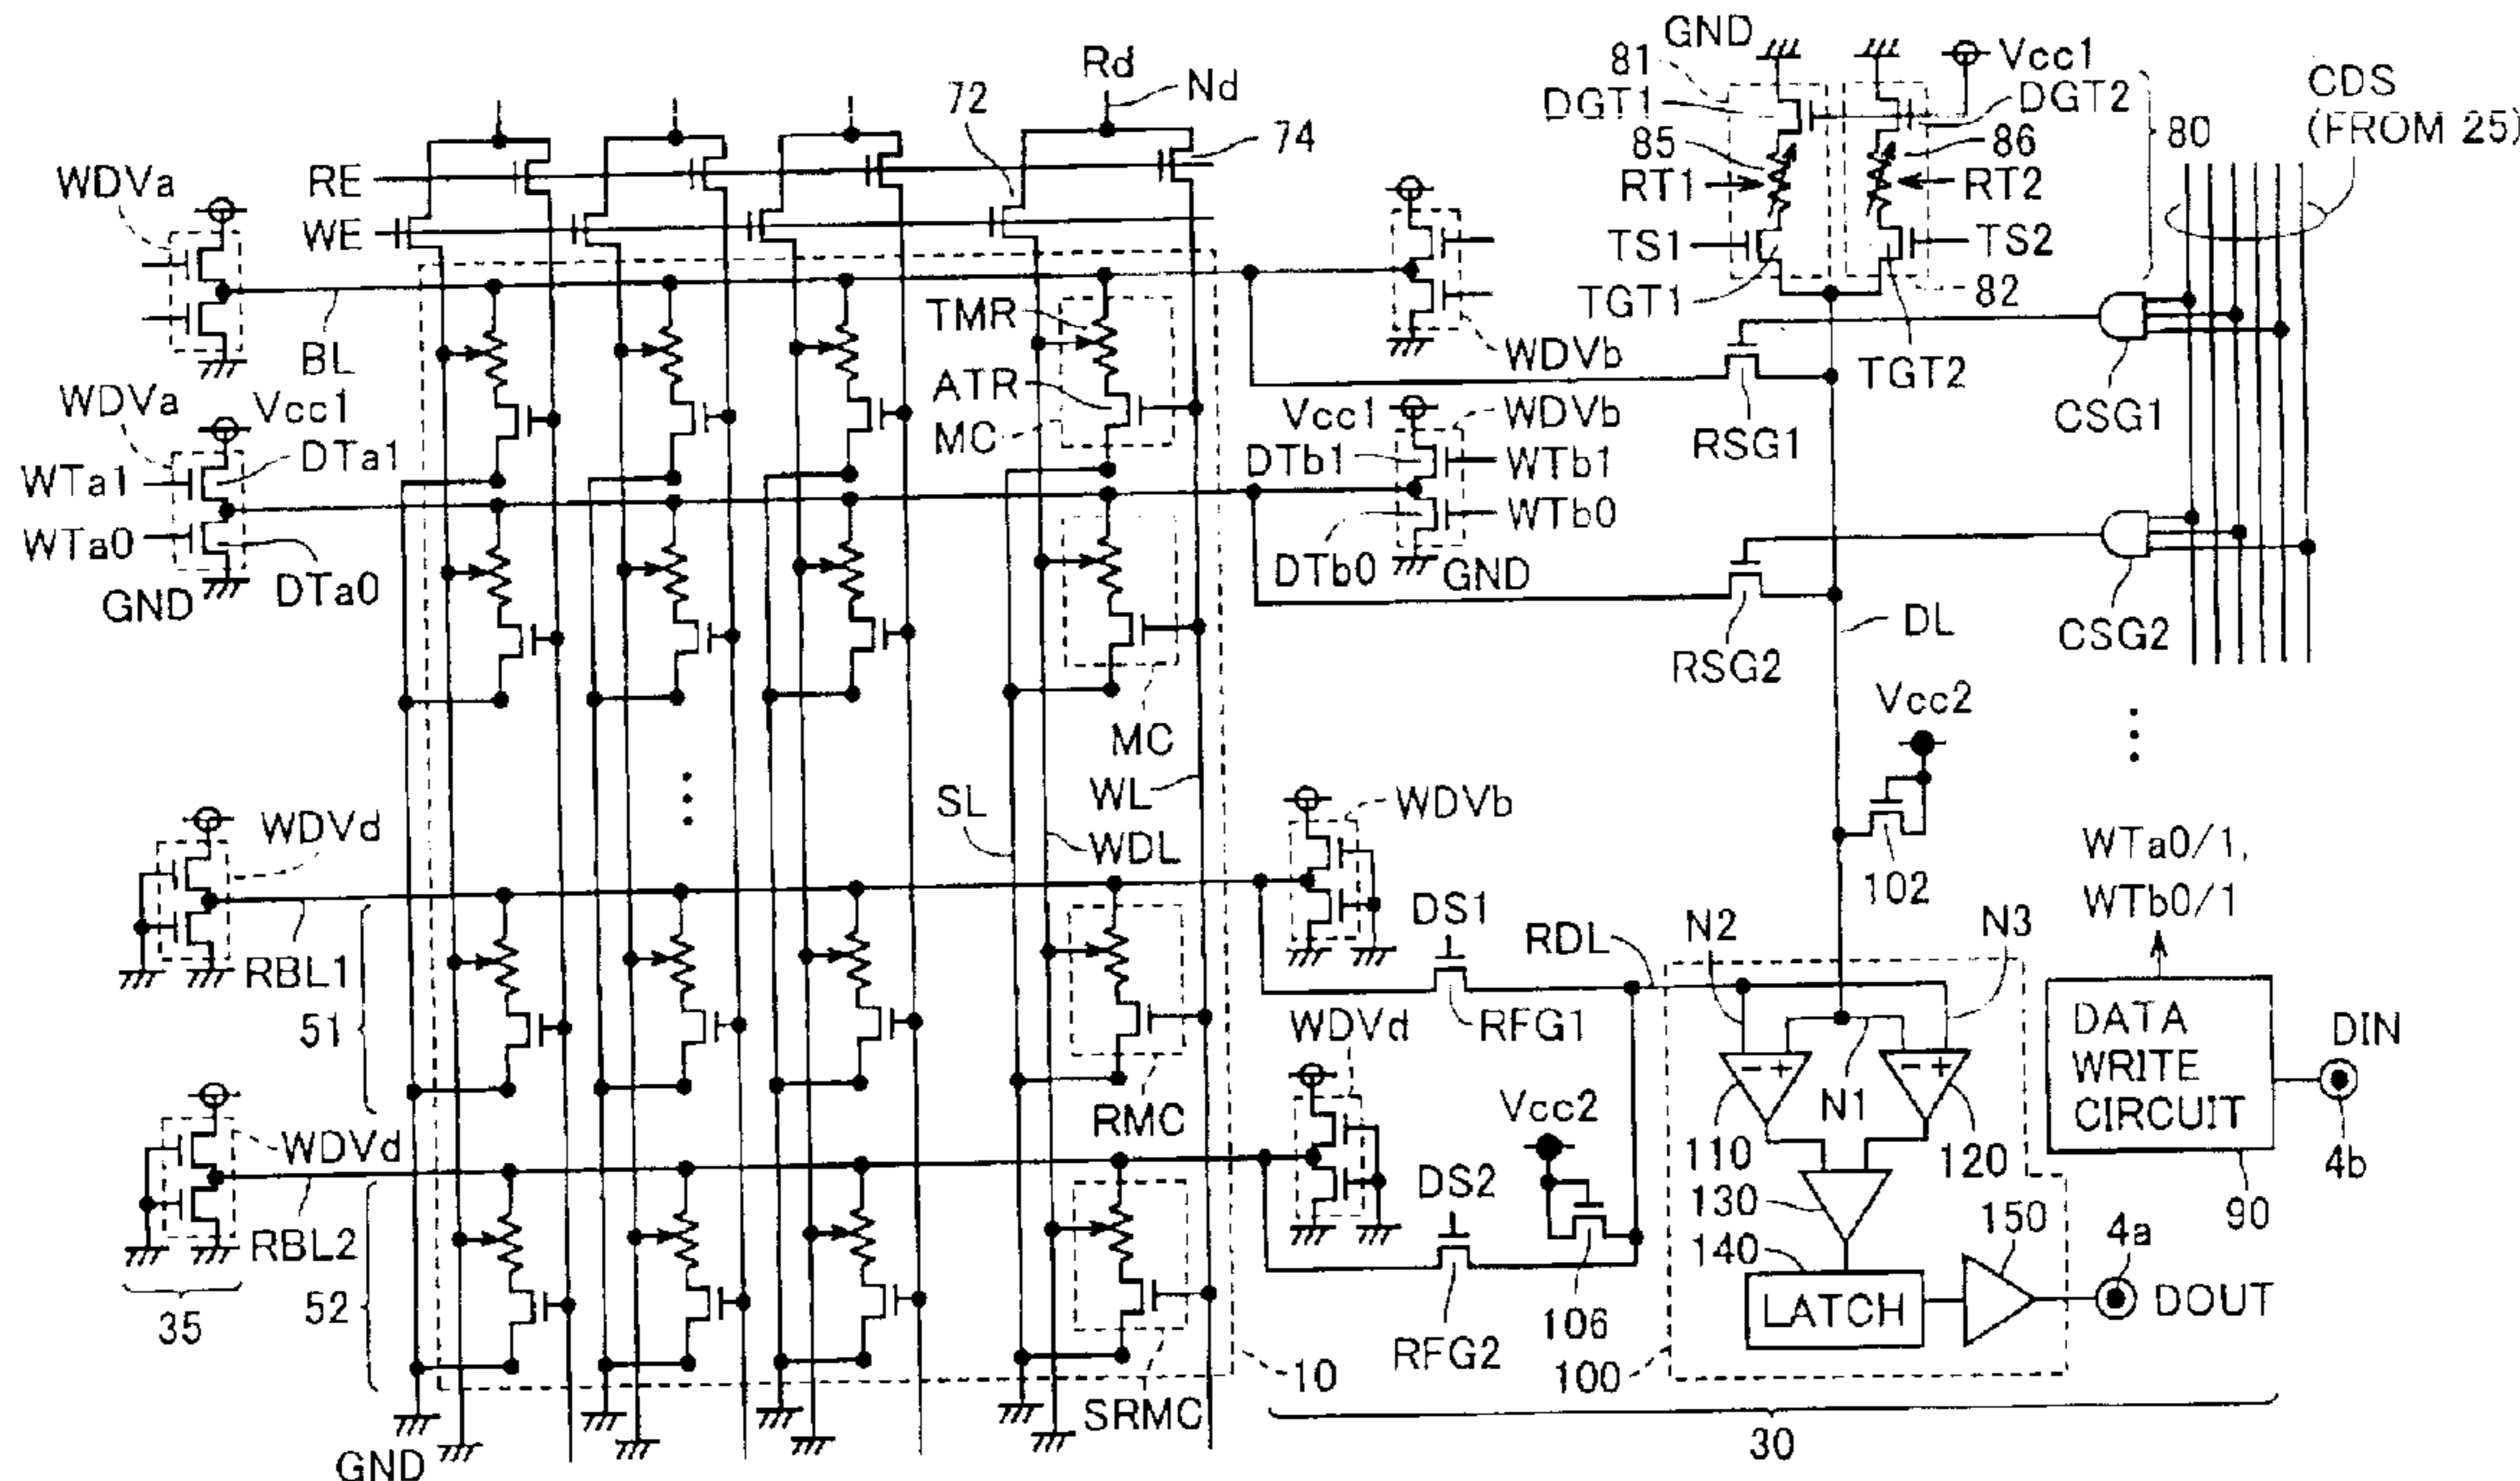 GND
Vcc1
81
DGT1
DGT2
CDS
(FROM 25)
80
Rd
Nd
72
74
85
86
RT1
RT2
TS1
TS2
TGT1
82
TGT2
WDVa
RE
WE
BL
TMR
ATR
MC
WDVb
RSG1
CSG1
WDVa
Vcc1
DTa1
WTa1
WTa0
GND
DTa0
Vcc1
WDVb
DTb1
WTb1
WTb0
DTb0
GND
RSG2
DL
CSG2
Vcc2
MC
SL
WL
WDL
WDVb
WDVd
102
WTa0/1,
WTb0/1
DS1
RDL
N2
N3
RBL1
51
RFG1
WDVd
DATA
WRITE
CIRCUIT
DIN
4b
90
- +
- +
N1
110
120
RMC
Vcc2
WDVd
DS2
130
150
140
4a
RBL2
52
35
LATCH
DOUT
106
RFG2
100
10
SRMC
GND
30